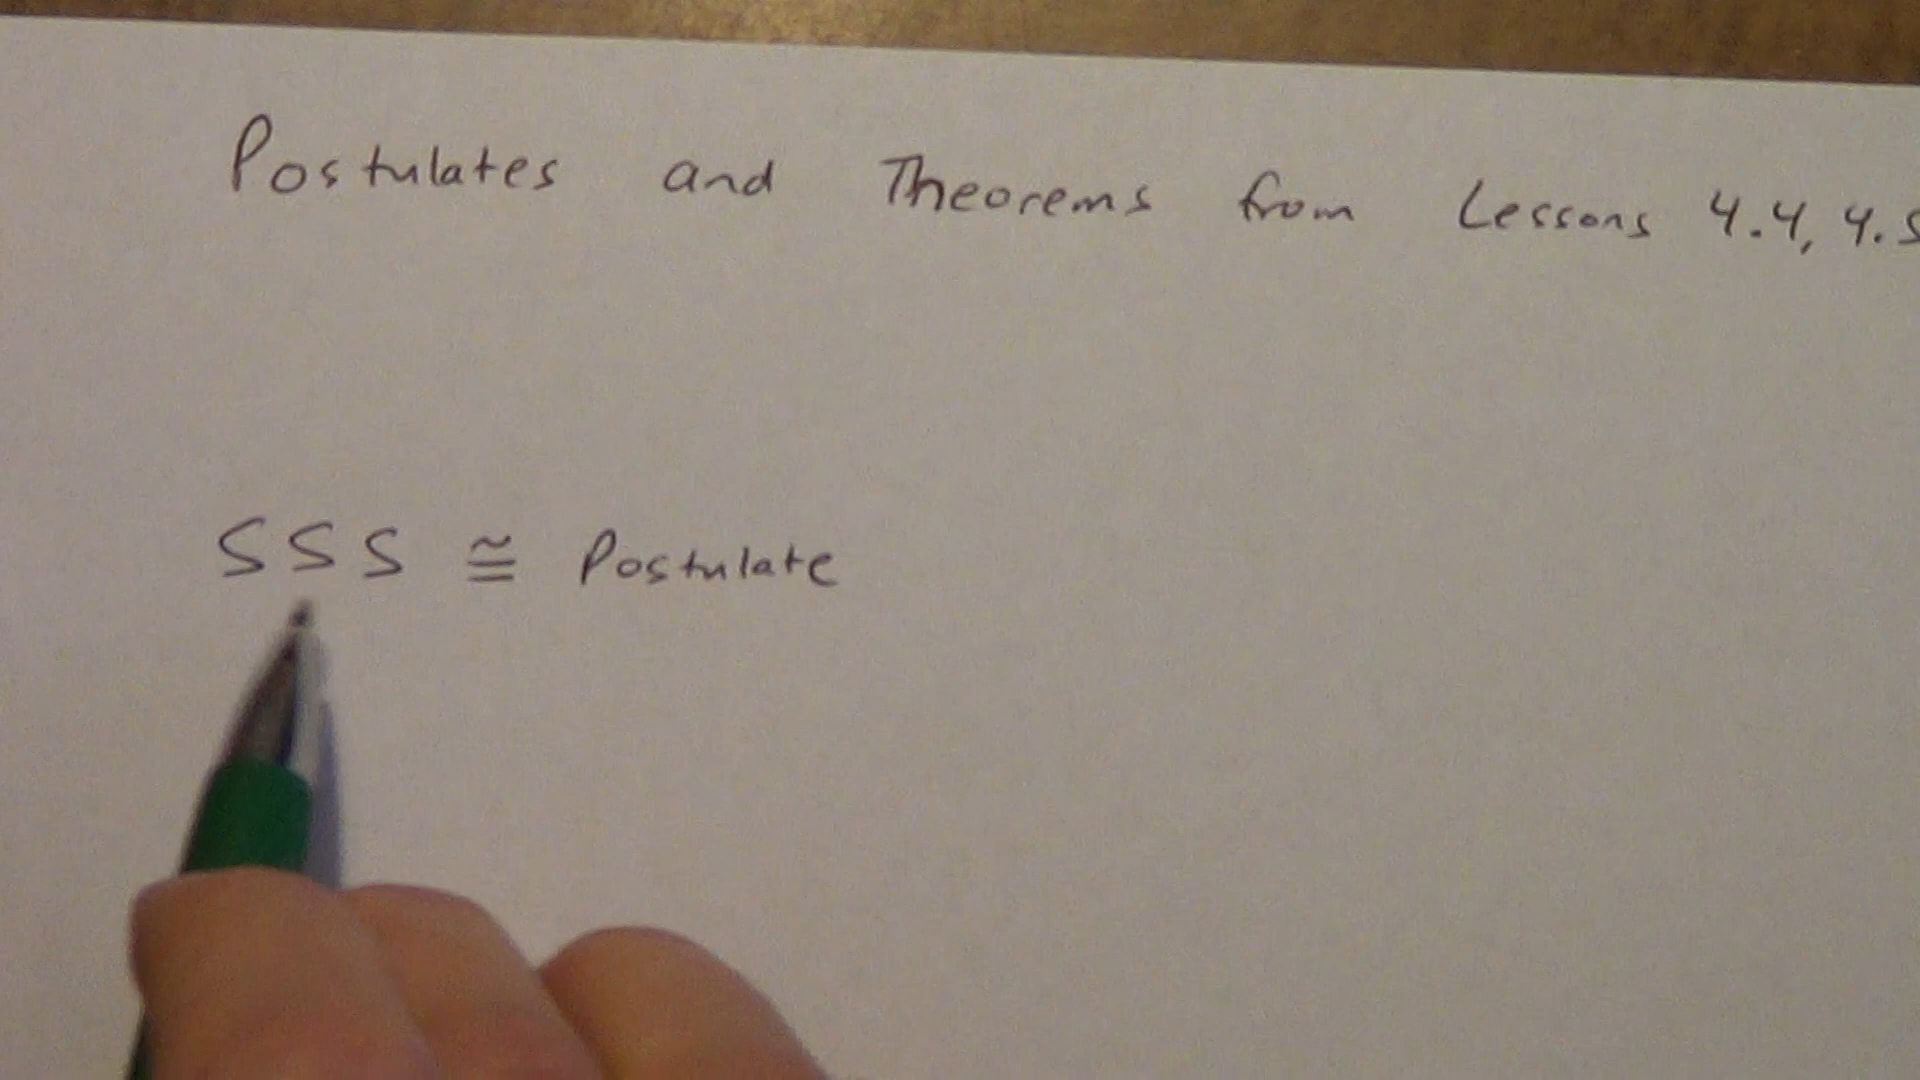 Postulates and Theorems from Lessons 4.4, 4.5
SSS ≅ Postulate